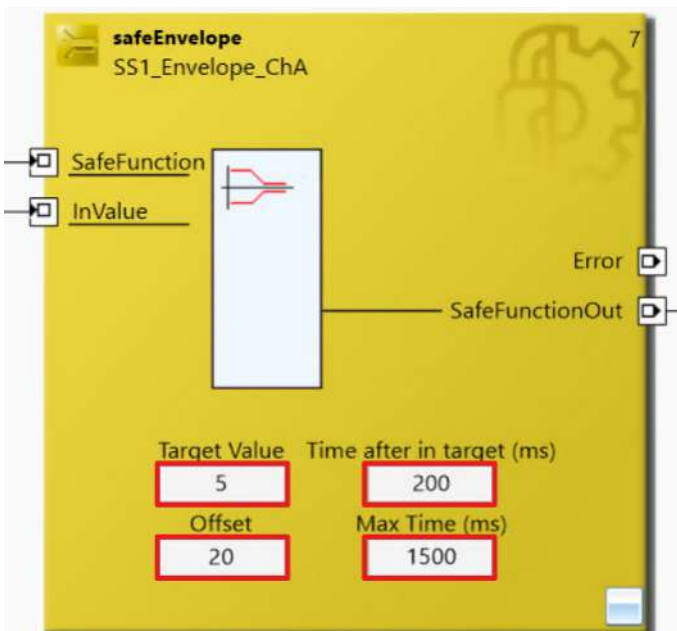 safeEnvelope 7
SS1_Envelope_ChA
SafeFunction
InValue
Error
SafeFunctionOut
Target Value Time after in target (ms)
5 200
Offset Max Time (ms)
20 1500